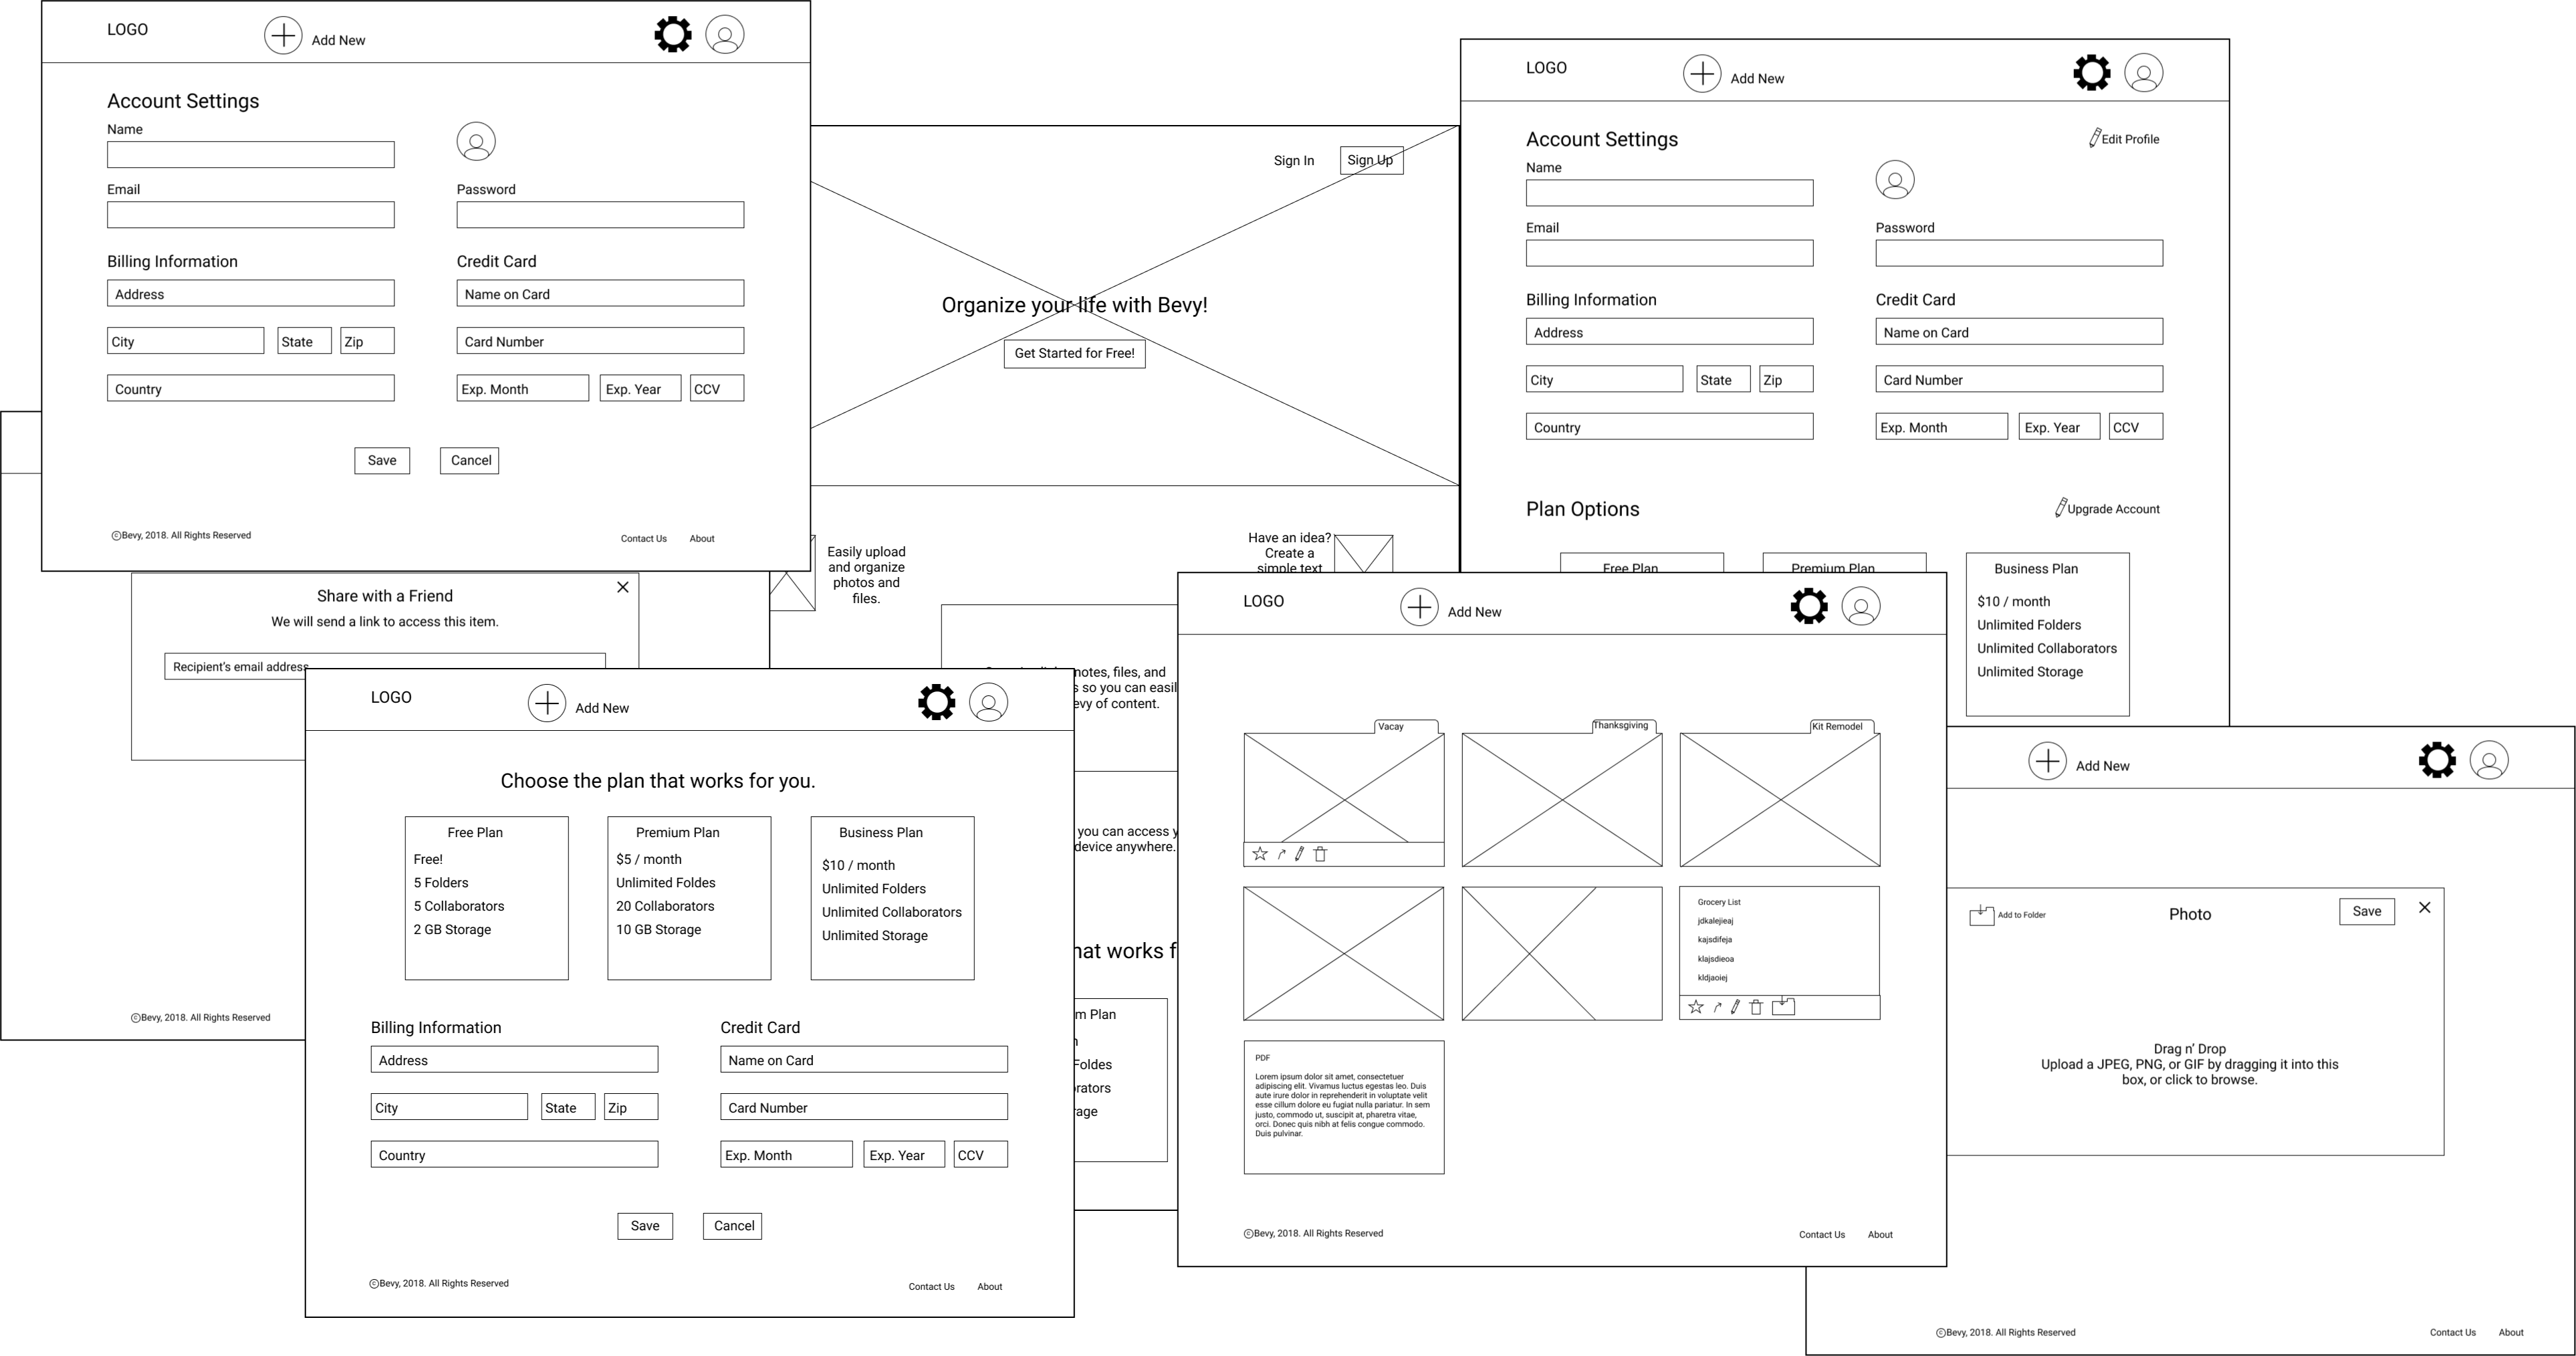 LOGO
Add New
Account Settings
Name
Email
Password
Billing Information
Credit Card
Address
Name on Card
City
State
Zip
Card Number
Country
Exp. Month
Exp. Year
CCV
Save
Cancel
©Bevy, 2018. All Rights Reserved
Contact Us
About
Sign In
Sign Up
Organize your life with Bevy!
Get Started for Free!
Easily upload
and organize
photos and
files.
Have an idea?
Create a
simple text
notes, files, and
so you can
of content.
you can access
device anywhere.
works
Plan
LOGO
Add New
Account Settings
Edit Profile
Name
Email
Password
Billing Information
Credit Card
Address
Name on Card
City
State
Zip
Card Number
Country
Exp. Month
Exp. Year
CCV
Plan Options
Upgrade Account
Free Plan
Premium Plan
Business Plan
$10 / month
Unlimited Folders
Unlimited Collaborators
Unlimited Storage
Share with a Friend
We will send a link to access this item.
Recipient's email address
©Bevy, 2018. All Rights Reserved
LOGO
Add New
Choose the plan that works for you.
Free Plan
Free!
5 Folders
5 Collaborators
2 GB Storage
Premium Plan
$5 / month
Unlimited Foldes
20 Collaborators
10 GB Storage
Business Plan
$10 / month
Unlimited Folders
Unlimited Collaborators
Unlimited Storage
Billing Information
Credit Card
Address
Name on Card
City
State
Zip
Card Number
Country
Exp. Month
Exp. Year
CCV
Save
Cancel
©Bevy, 2018. All Rights Reserved
Contact Us
About
LOGO
Add New
Vacay
Thanksgiving
Kit Remodel
Grocery List
jdkalejieaj
kajsdifeja
klajsdieoa
kldjaoiej
PDF
Lorem ipsum dolor sit amet, consectetuer
adipiscing elit. Vivamus luctus egestas leo. Duis
aute irure dolor in reprehenderit in voluptate velit
esse cillum dolore eu fugiat nulla pariatur. In sem
justo, commodo ut, suscipit at, pharetra vitae,
orci. Donec quis nibh at felis congue commodo.
Duis pulvinar.
©Bevy, 2018. All Rights Reserved
Contact Us
About
Add New
Add to Folder
Photo
Save
Drag n' Drop
Upload a JPEG, PNG, or GIF by dragging it into this
box, or click to browse.
©Bevy, 2018. All Rights Reserved
Contact Us
About